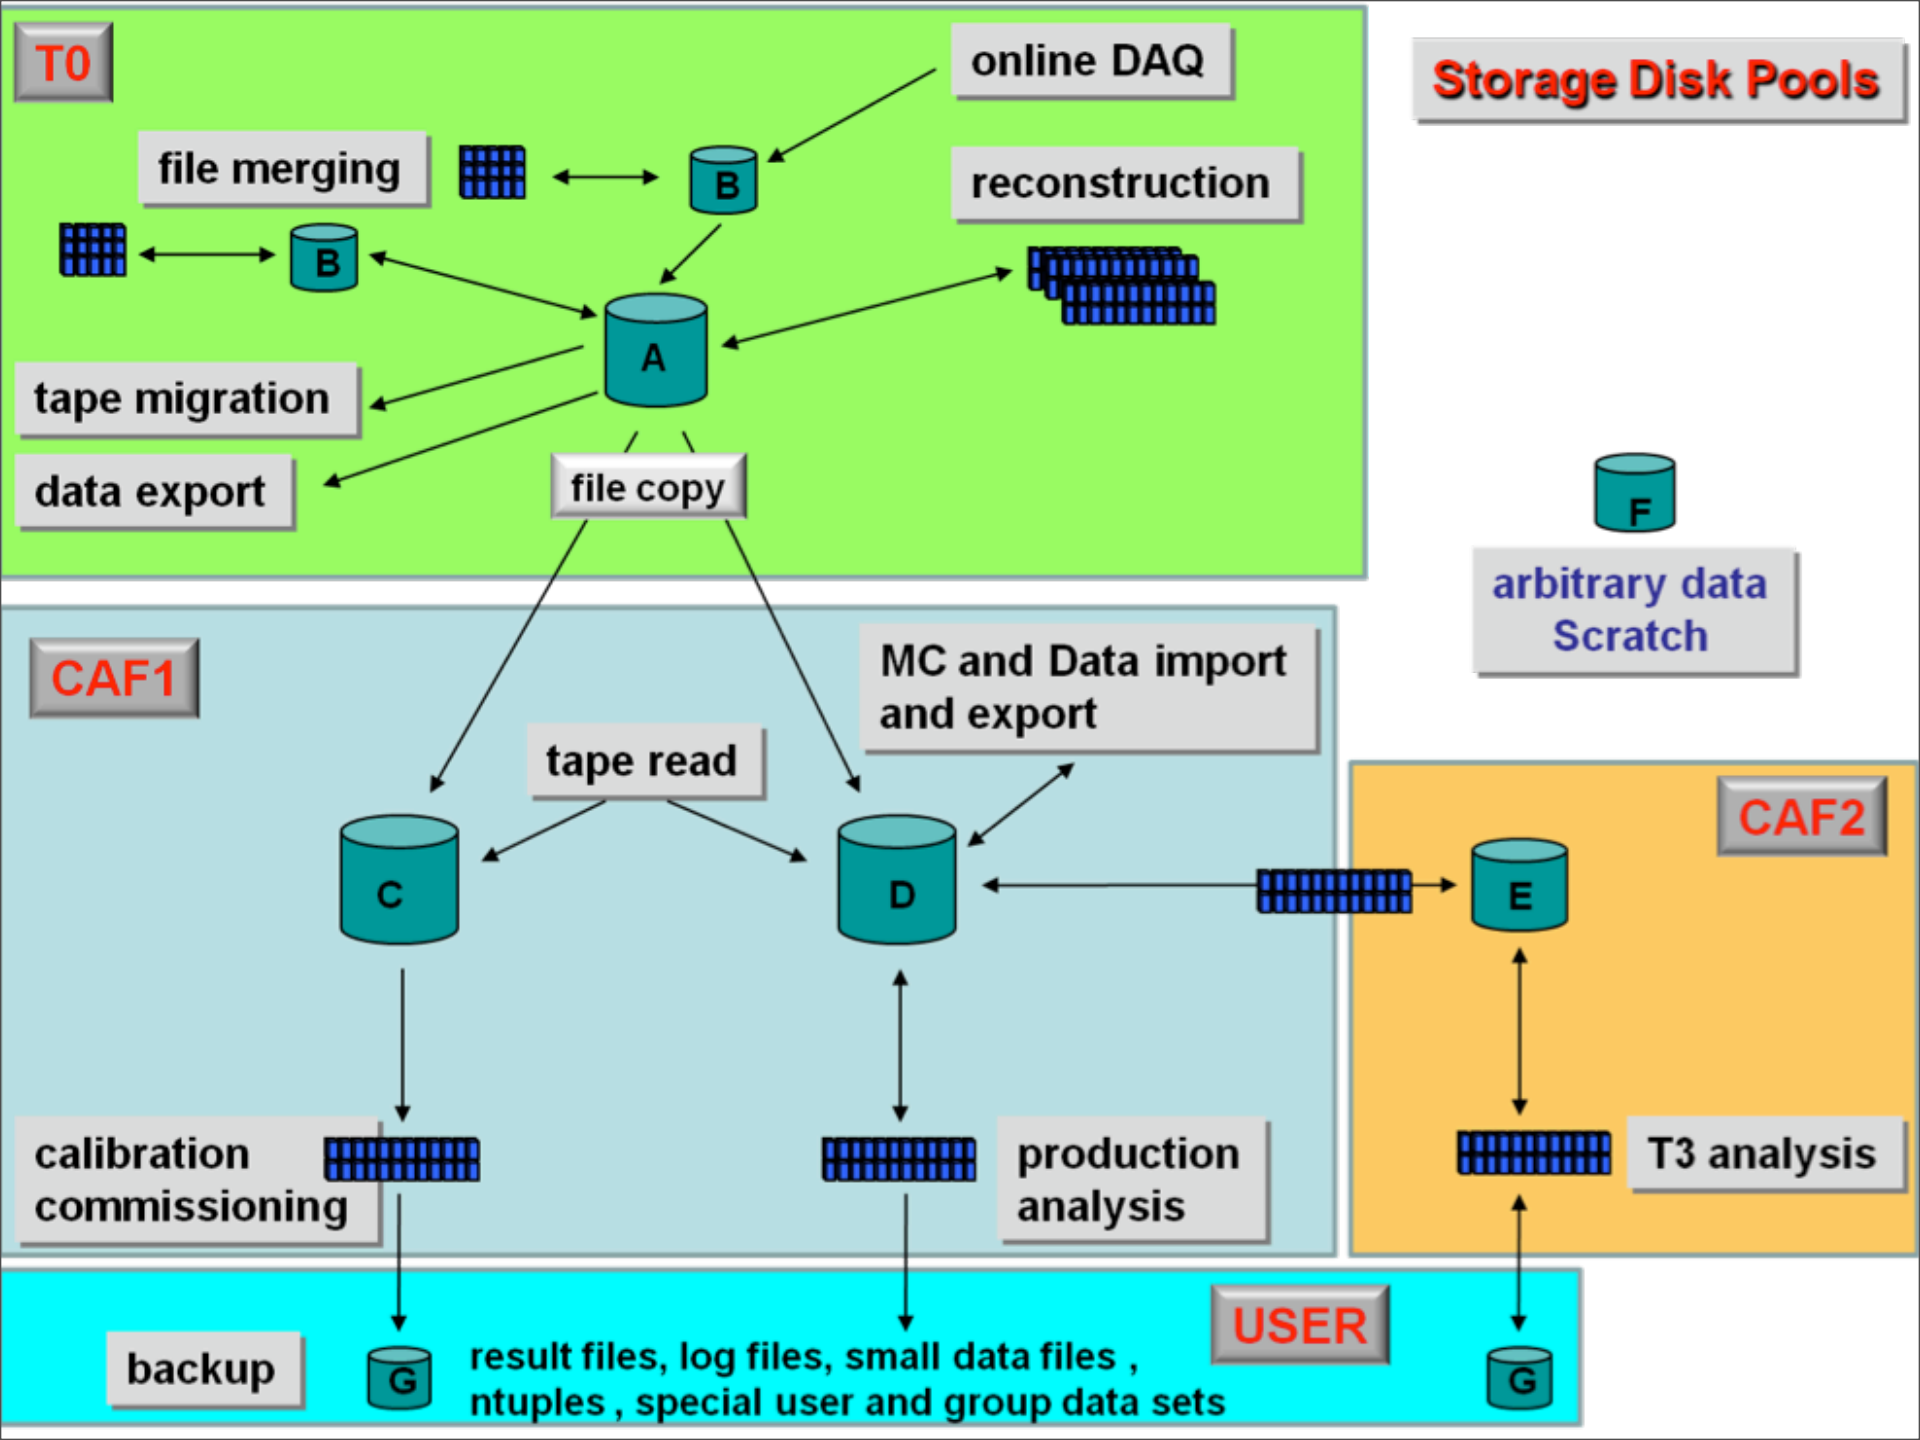 T0
online DAQ
Storage Disk Pools
file merging
B
reconstruction
B
A
tape migration
data export
file copy
F
arbitrary data
Scratch
CAF1
MC and Data import
and export
tape read
CAF2
C
D
E
calibration
commissioning
production
analysis
T3 analysis
USER
backup
G
result files, log files, small data files ,
ntuples , special user and group data sets
G